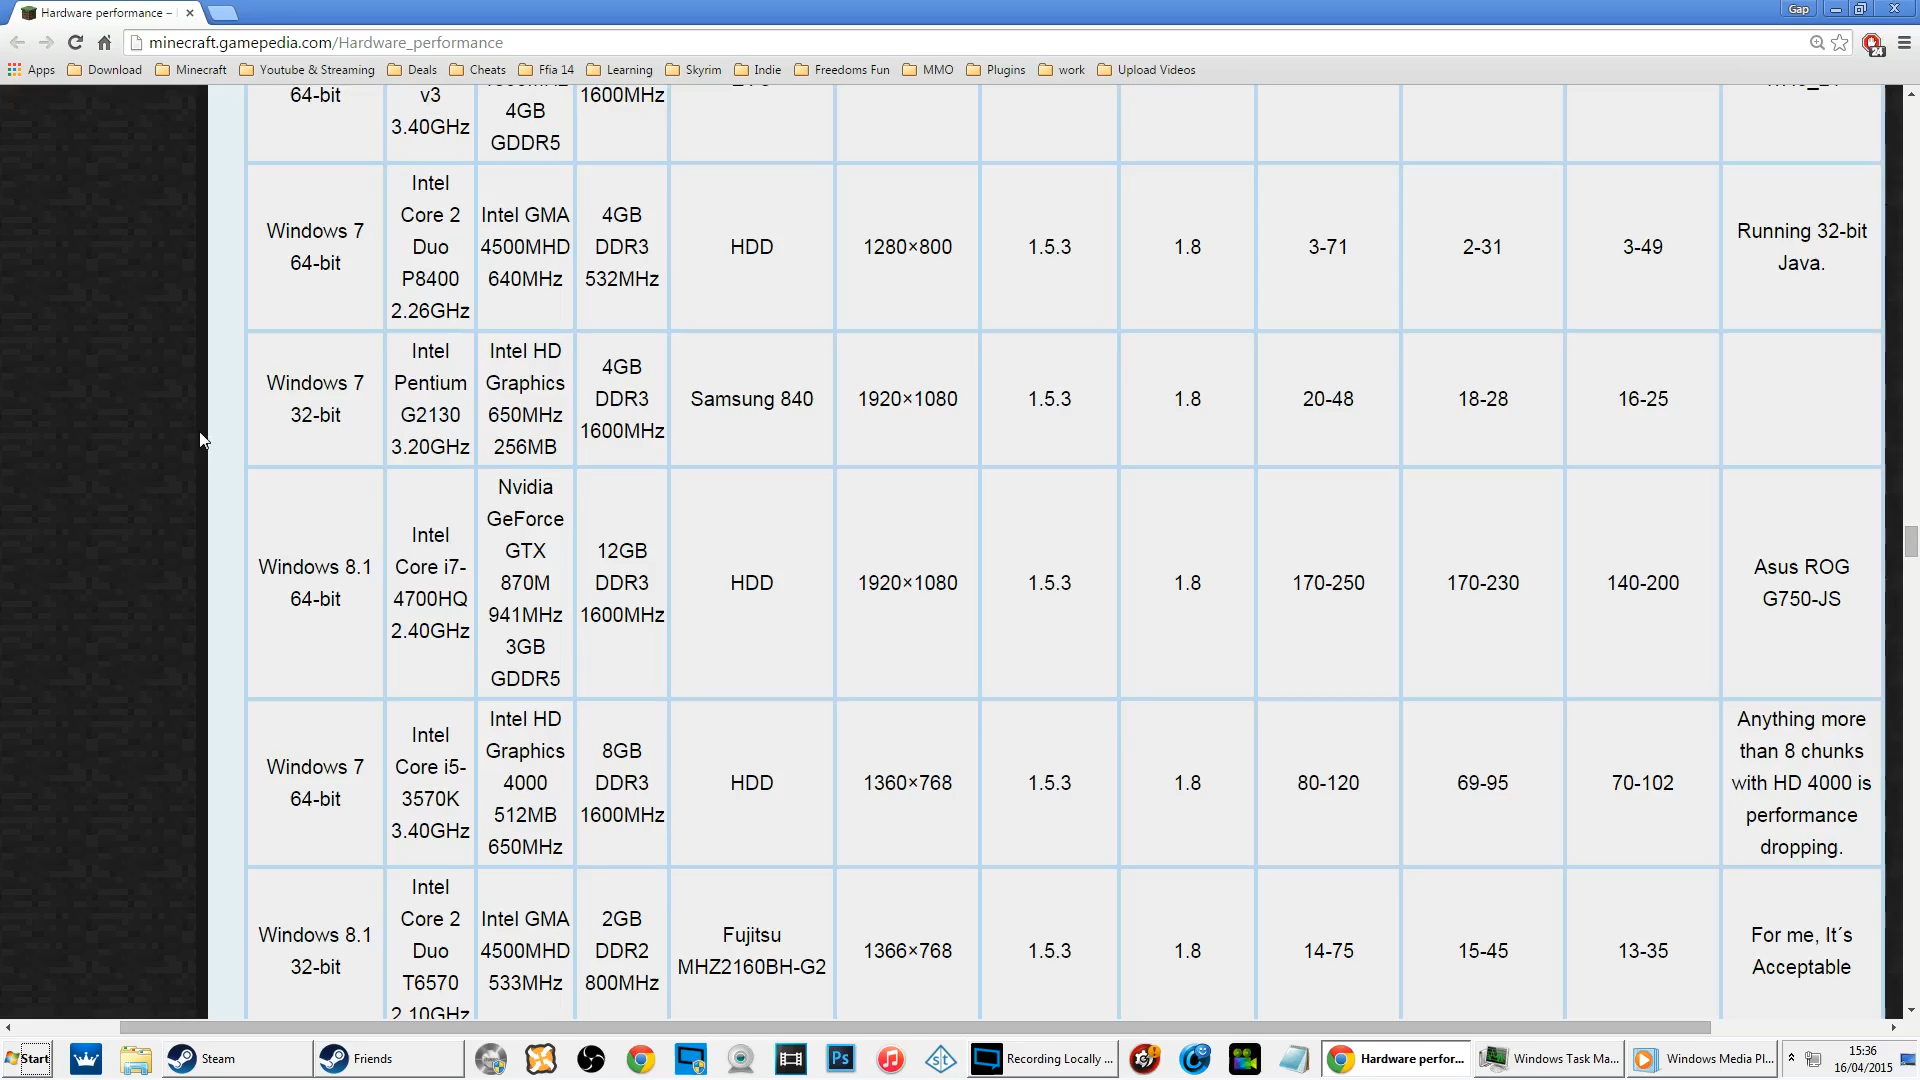 Hardware performance –
Gap
minecraft.gamepedia.com/Hardware_performance
24
Apps Download Minecraft Youtube & Streaming Deals Cheats Ffia 14 Learning Skyrim Indie Freedoms Fun MMO Plugins work Upload Videos
64-bit
v3
3.40GHz
4GB
GDDR5
1600MHz
Windows 7
64-bit
Intel
Core 2
Duo
P8400
2.26GHz
Intel GMA
4500MHD
640MHz
4GB
DDR3
532MHz
HDD
1280×800
1.5.3
1.8
3-71
2-31
3-49
Running 32-bit
Java.
Windows 7
32-bit
Intel
Pentium
G2130
3.20GHz
Intel HD
Graphics
650MHz
256MB
4GB
DDR3
1600MHz
Samsung 840
1920×1080
1.5.3
1.8
20-48
18-28
16-25
Windows 8.1
64-bit
Intel
Core i7-
4700HQ
2.40GHz
Nvidia
GeForce
GTX
870M
941MHz
3GB
GDDR5
12GB
DDR3
1600MHz
HDD
1920×1080
1.5.3
1.8
170-250
170-230
140-200
Asus ROG
G750-JS
Windows 7
64-bit
Intel
Core i5-
3570K
3.40GHz
Intel HD
Graphics
4000
512MB
650MHz
8GB
DDR3
1600MHz
HDD
1360×768
1.5.3
1.8
80-120
69-95
70-102
Anything more
than 8 chunks
with HD 4000 is
performance
dropping.
Windows 8.1
32-bit
Intel
Core 2
Duo
T6570
2.10GHz
Intel GMA
4500MHD
533MHz
2GB
DDR2
800MHz
Fujitsu
MHZ2160BH-G2
1366×768
1.5.3
1.8
14-75
15-45
13-35
For me, It´s
Acceptable
Start Steam Friends Ps st Recording Locally ... Hardware perfor... Windows Task Ma... Windows Media Pl...
15:36
16/04/2015